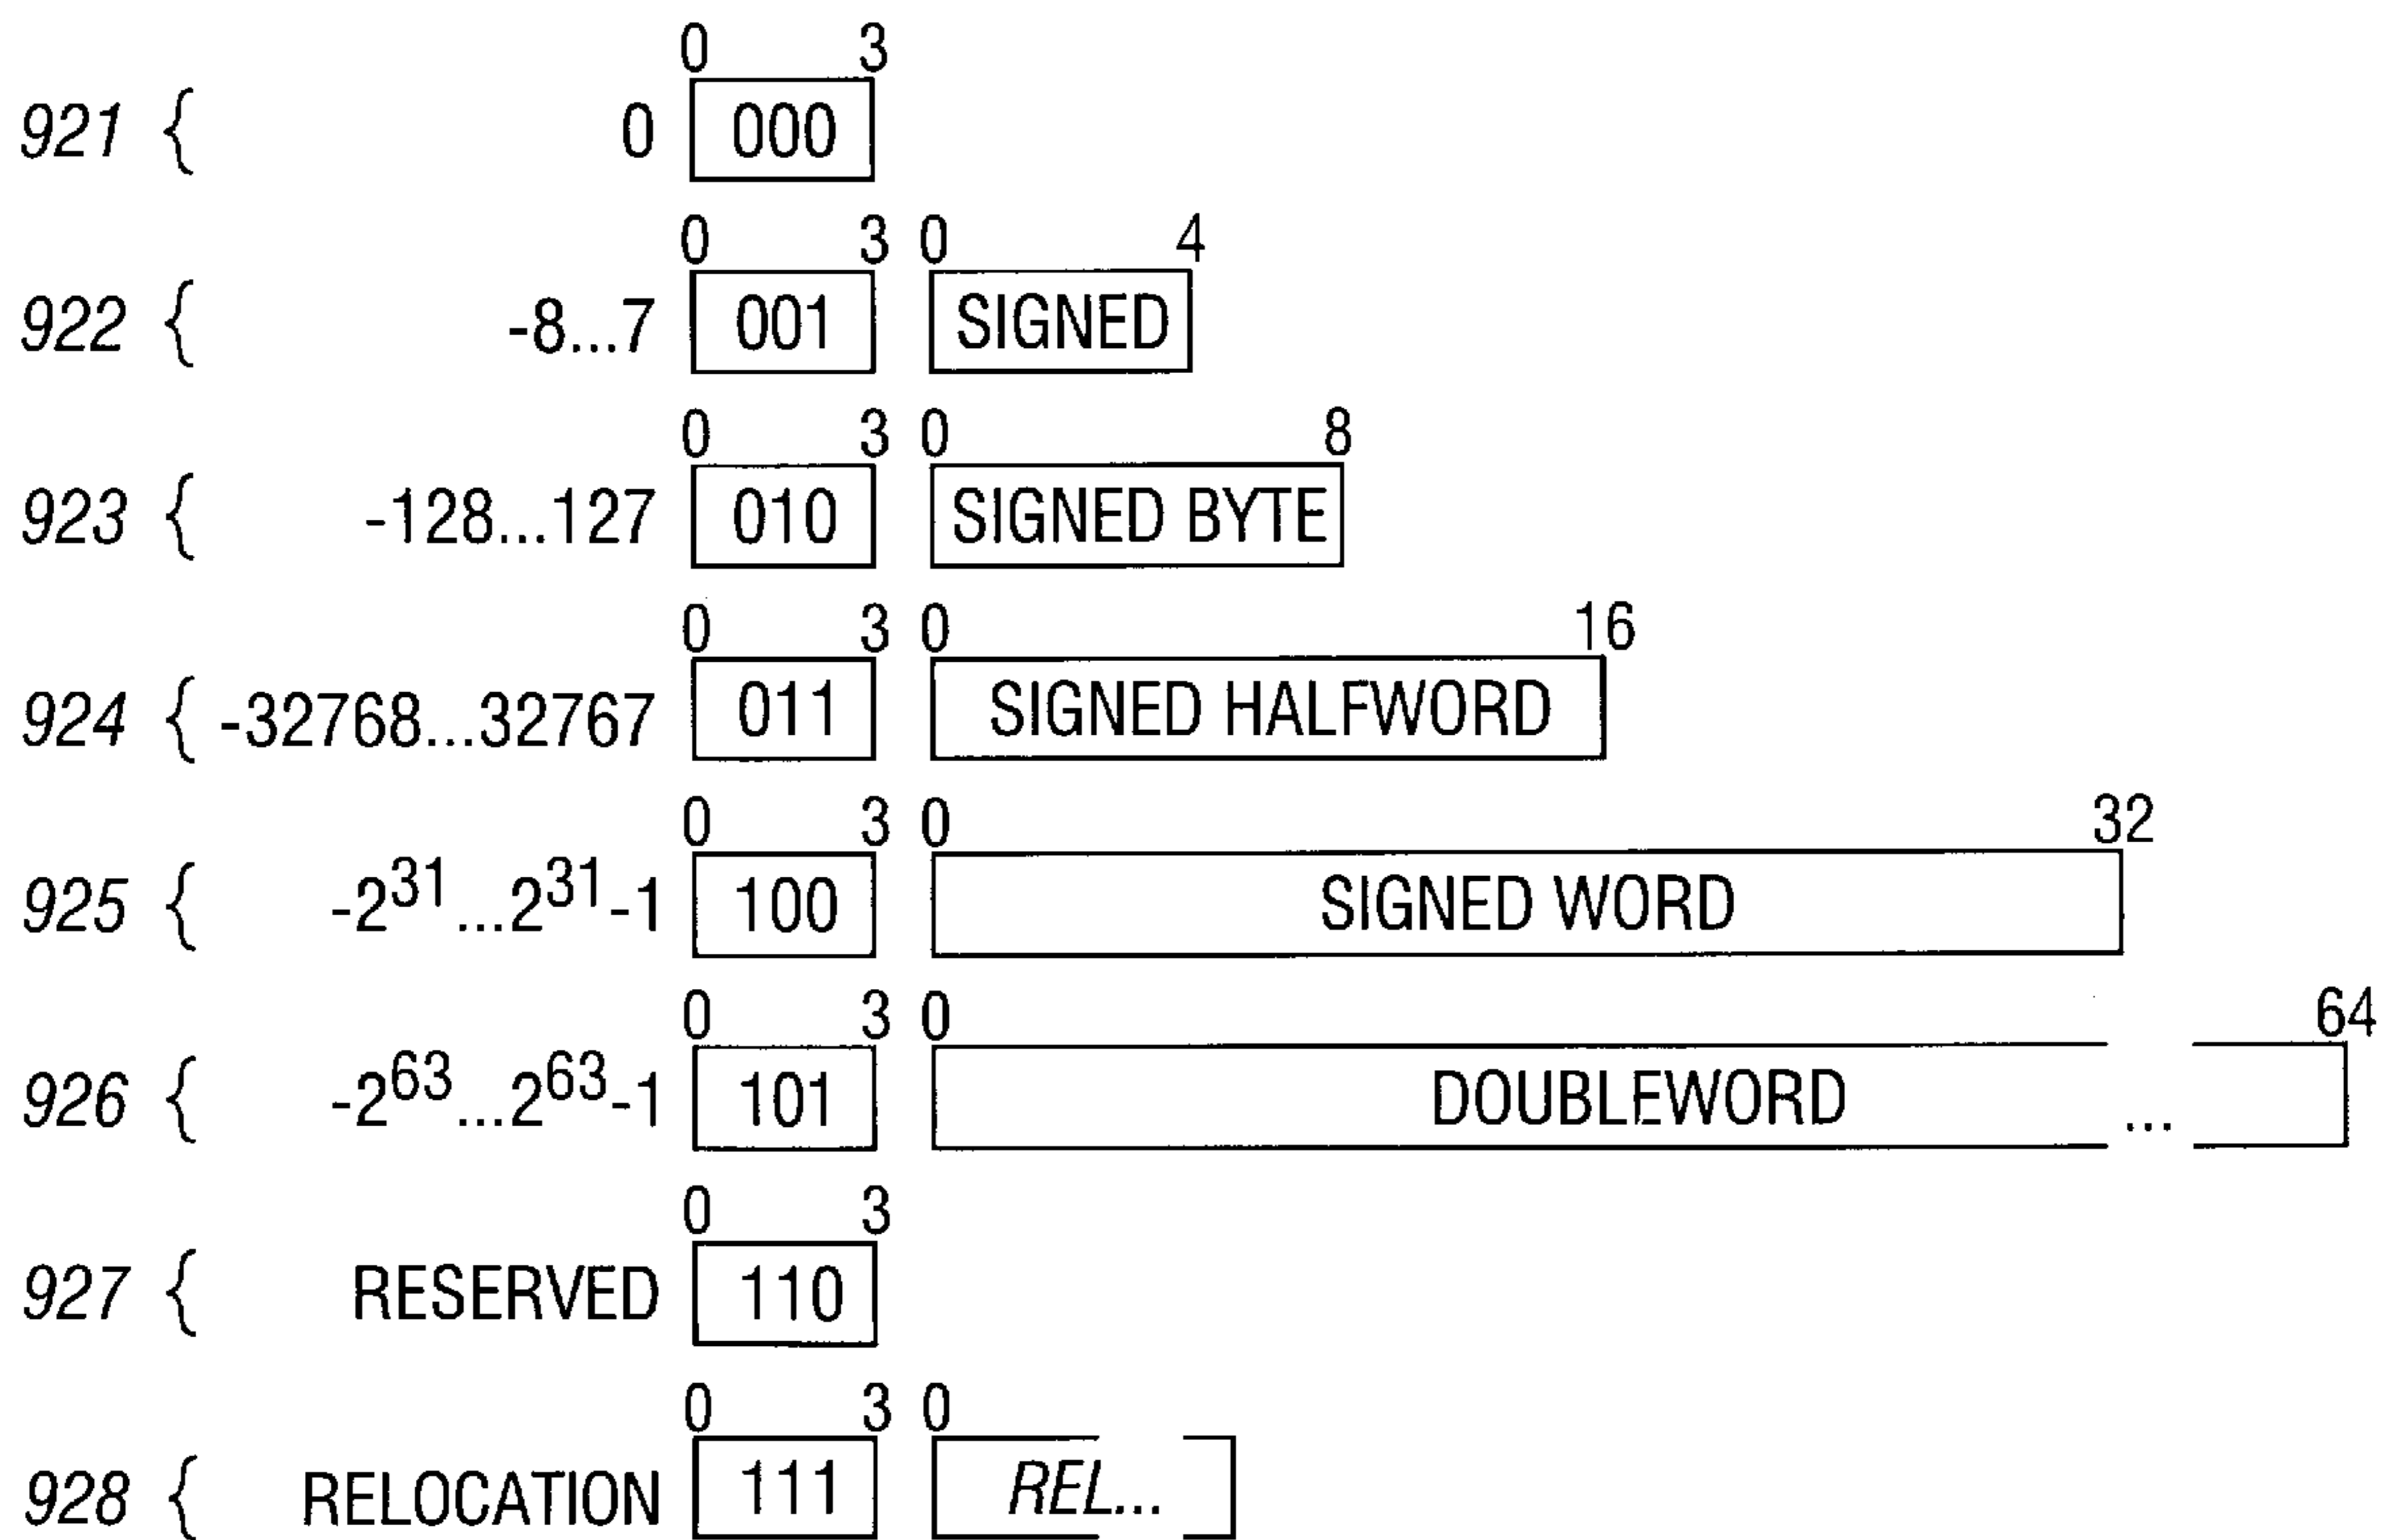 0 3
921 { 0 000
0 3 0 4
922 { -8...7 001 SIGNED
0 3 0 8
923 { -128...127 010 SIGNED BYTE
0 3 0 16
924 { -32768...32767 011 SIGNED HALFWORD
0 3 0 32
925 { -2^31...2^31-1 100 SIGNED WORD
0 3 0 64
926 { -2^63...2^63-1 101 DOUBLEWORD ...
0 3
927 { RESERVED 110
0 3 0
928 { RELOCATION 111 REL...